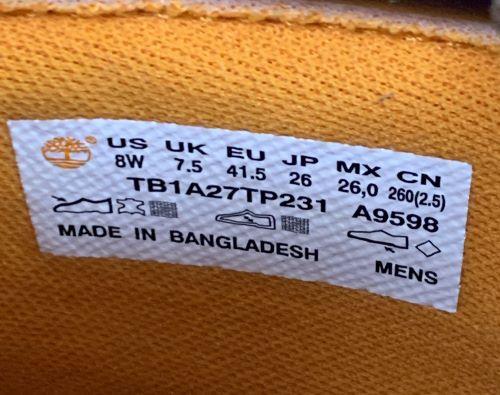 US UK EU JP MX CN
8W 7.5 41.5 26 26,0 260(2.5)
TB1A27TP231 A9598
MADE IN BANGLADESH MENS